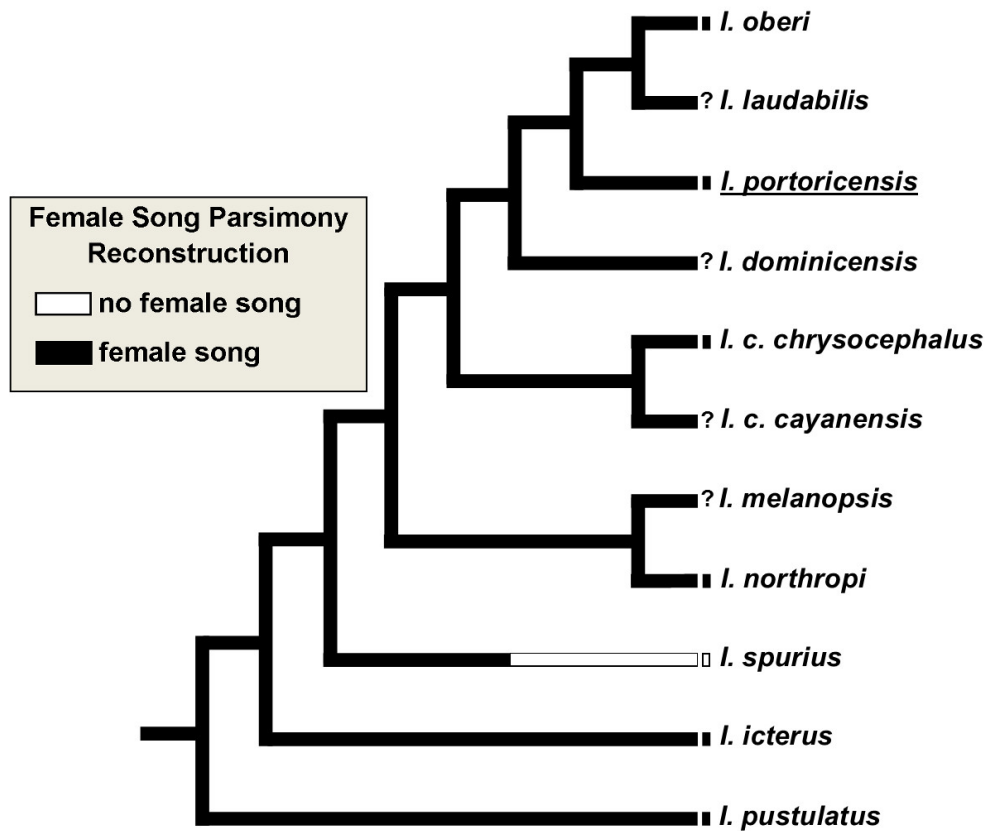 I. oberi
? I. laudabilis
I. portoricensis
? I. dominicensis
I. c. chrysocephalus
? I. c. cayanensis
? I. melanopsis
I. northropi
I. spurius
I. icterus
I. pustulatus
Female Song Parsimony
Reconstruction
no female song
female song